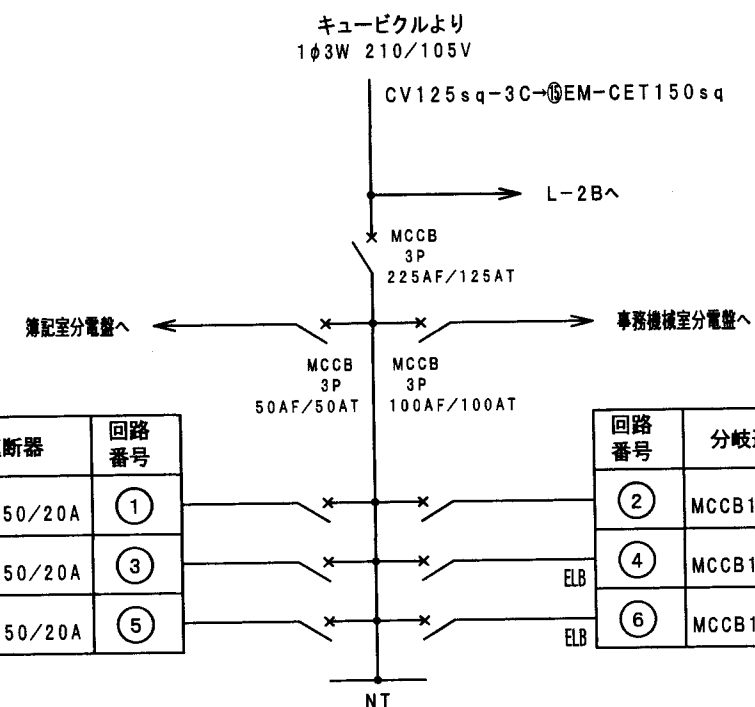 キュービクルより
1φ3W 210/105V
CV125sq-3C→⑮EM-CET150sq
L-2Bへ
MCCB
3P
225AF/125AT
簿記室分電盤へ
事務機械室分電盤へ
MCCB
3P
50AF/50AT
MCCB
3P
100AF/100AT
断器
回路
番号
50/20A
①
50/20A
③
50/20A
⑤
回路
番号
分岐
②
MCCB1
ELB
④
MCCB1
ELB
⑥
MCCB1
NT